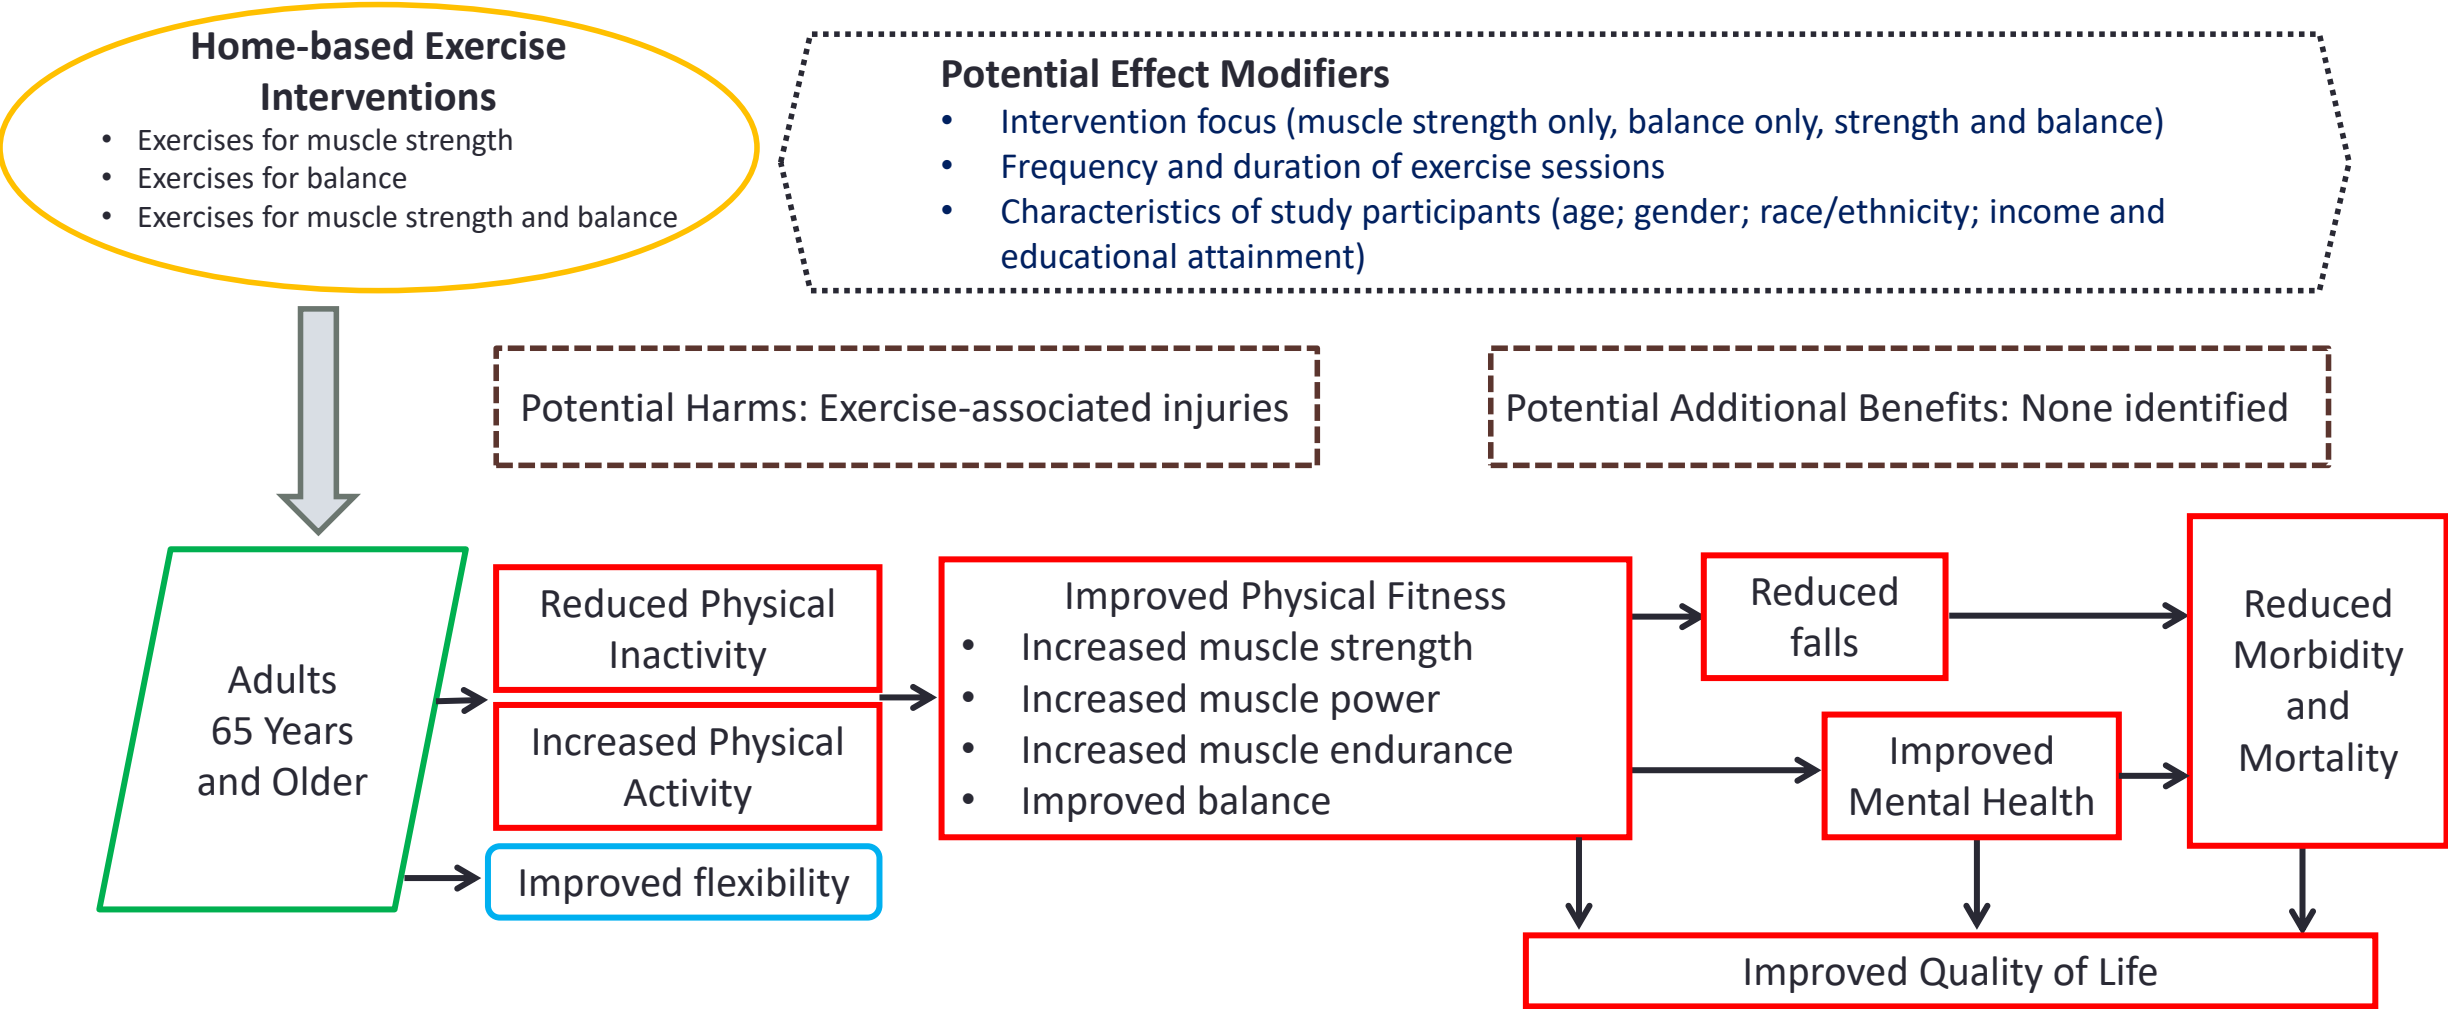 Home-based Exercise
Interventions
• Exercises for muscle strength
• Exercises for balance
• Exercises for muscle strength and balance
Potential Effect Modifiers
• Intervention focus (muscle strength only, balance only, strength and balance)
• Frequency and duration of exercise sessions
• Characteristics of study participants (age; gender; race/ethnicity; income and
educational attainment)
Potential Harms: Exercise-associated injuries
Potential Additional Benefits: None identified
Adults
65 Years
and Older
Reduced Physical
Inactivity
Increased Physical
Activity
Improved flexibility
Improved Physical Fitness
• Increased muscle strength
• Increased muscle power
• Increased muscle endurance
• Improved balance
Reduced
falls
Improved
Mental Health
Reduced
Morbidity
and
Mortality
Improved Quality of Life